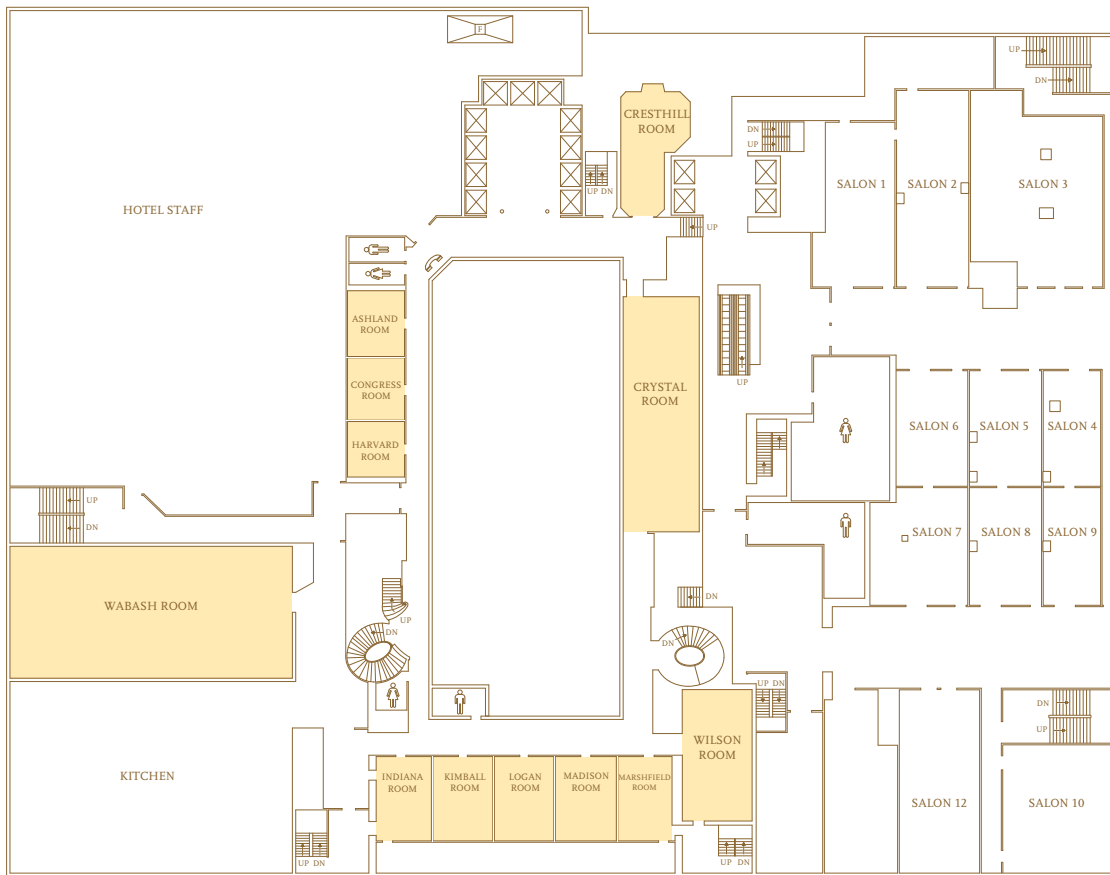 F
UP
DN
CRESTHILL
ROOM
DN
UP
SALON 1
SALON 2
SALON 3
UP DN
HOTEL STAFF
UP
ASHLAND
ROOM
CONGRESS
ROOM
HARVARD
ROOM
CRYSTAL
ROOM
UP
SALON 6
SALON 5
SALON 4
UP
DN
SALON 7
SALON 8
SALON 9
WABASH ROOM
UP
DN
DN
DN
UP DN
DN
UP
WILSON
ROOM
KITCHEN
INDIANA
ROOM
KIMBALL
ROOM
LOGAN
ROOM
MADISON
ROOM
MARSHFIELD
ROOM
SALON 12
SALON 10
UP DN
UP DN